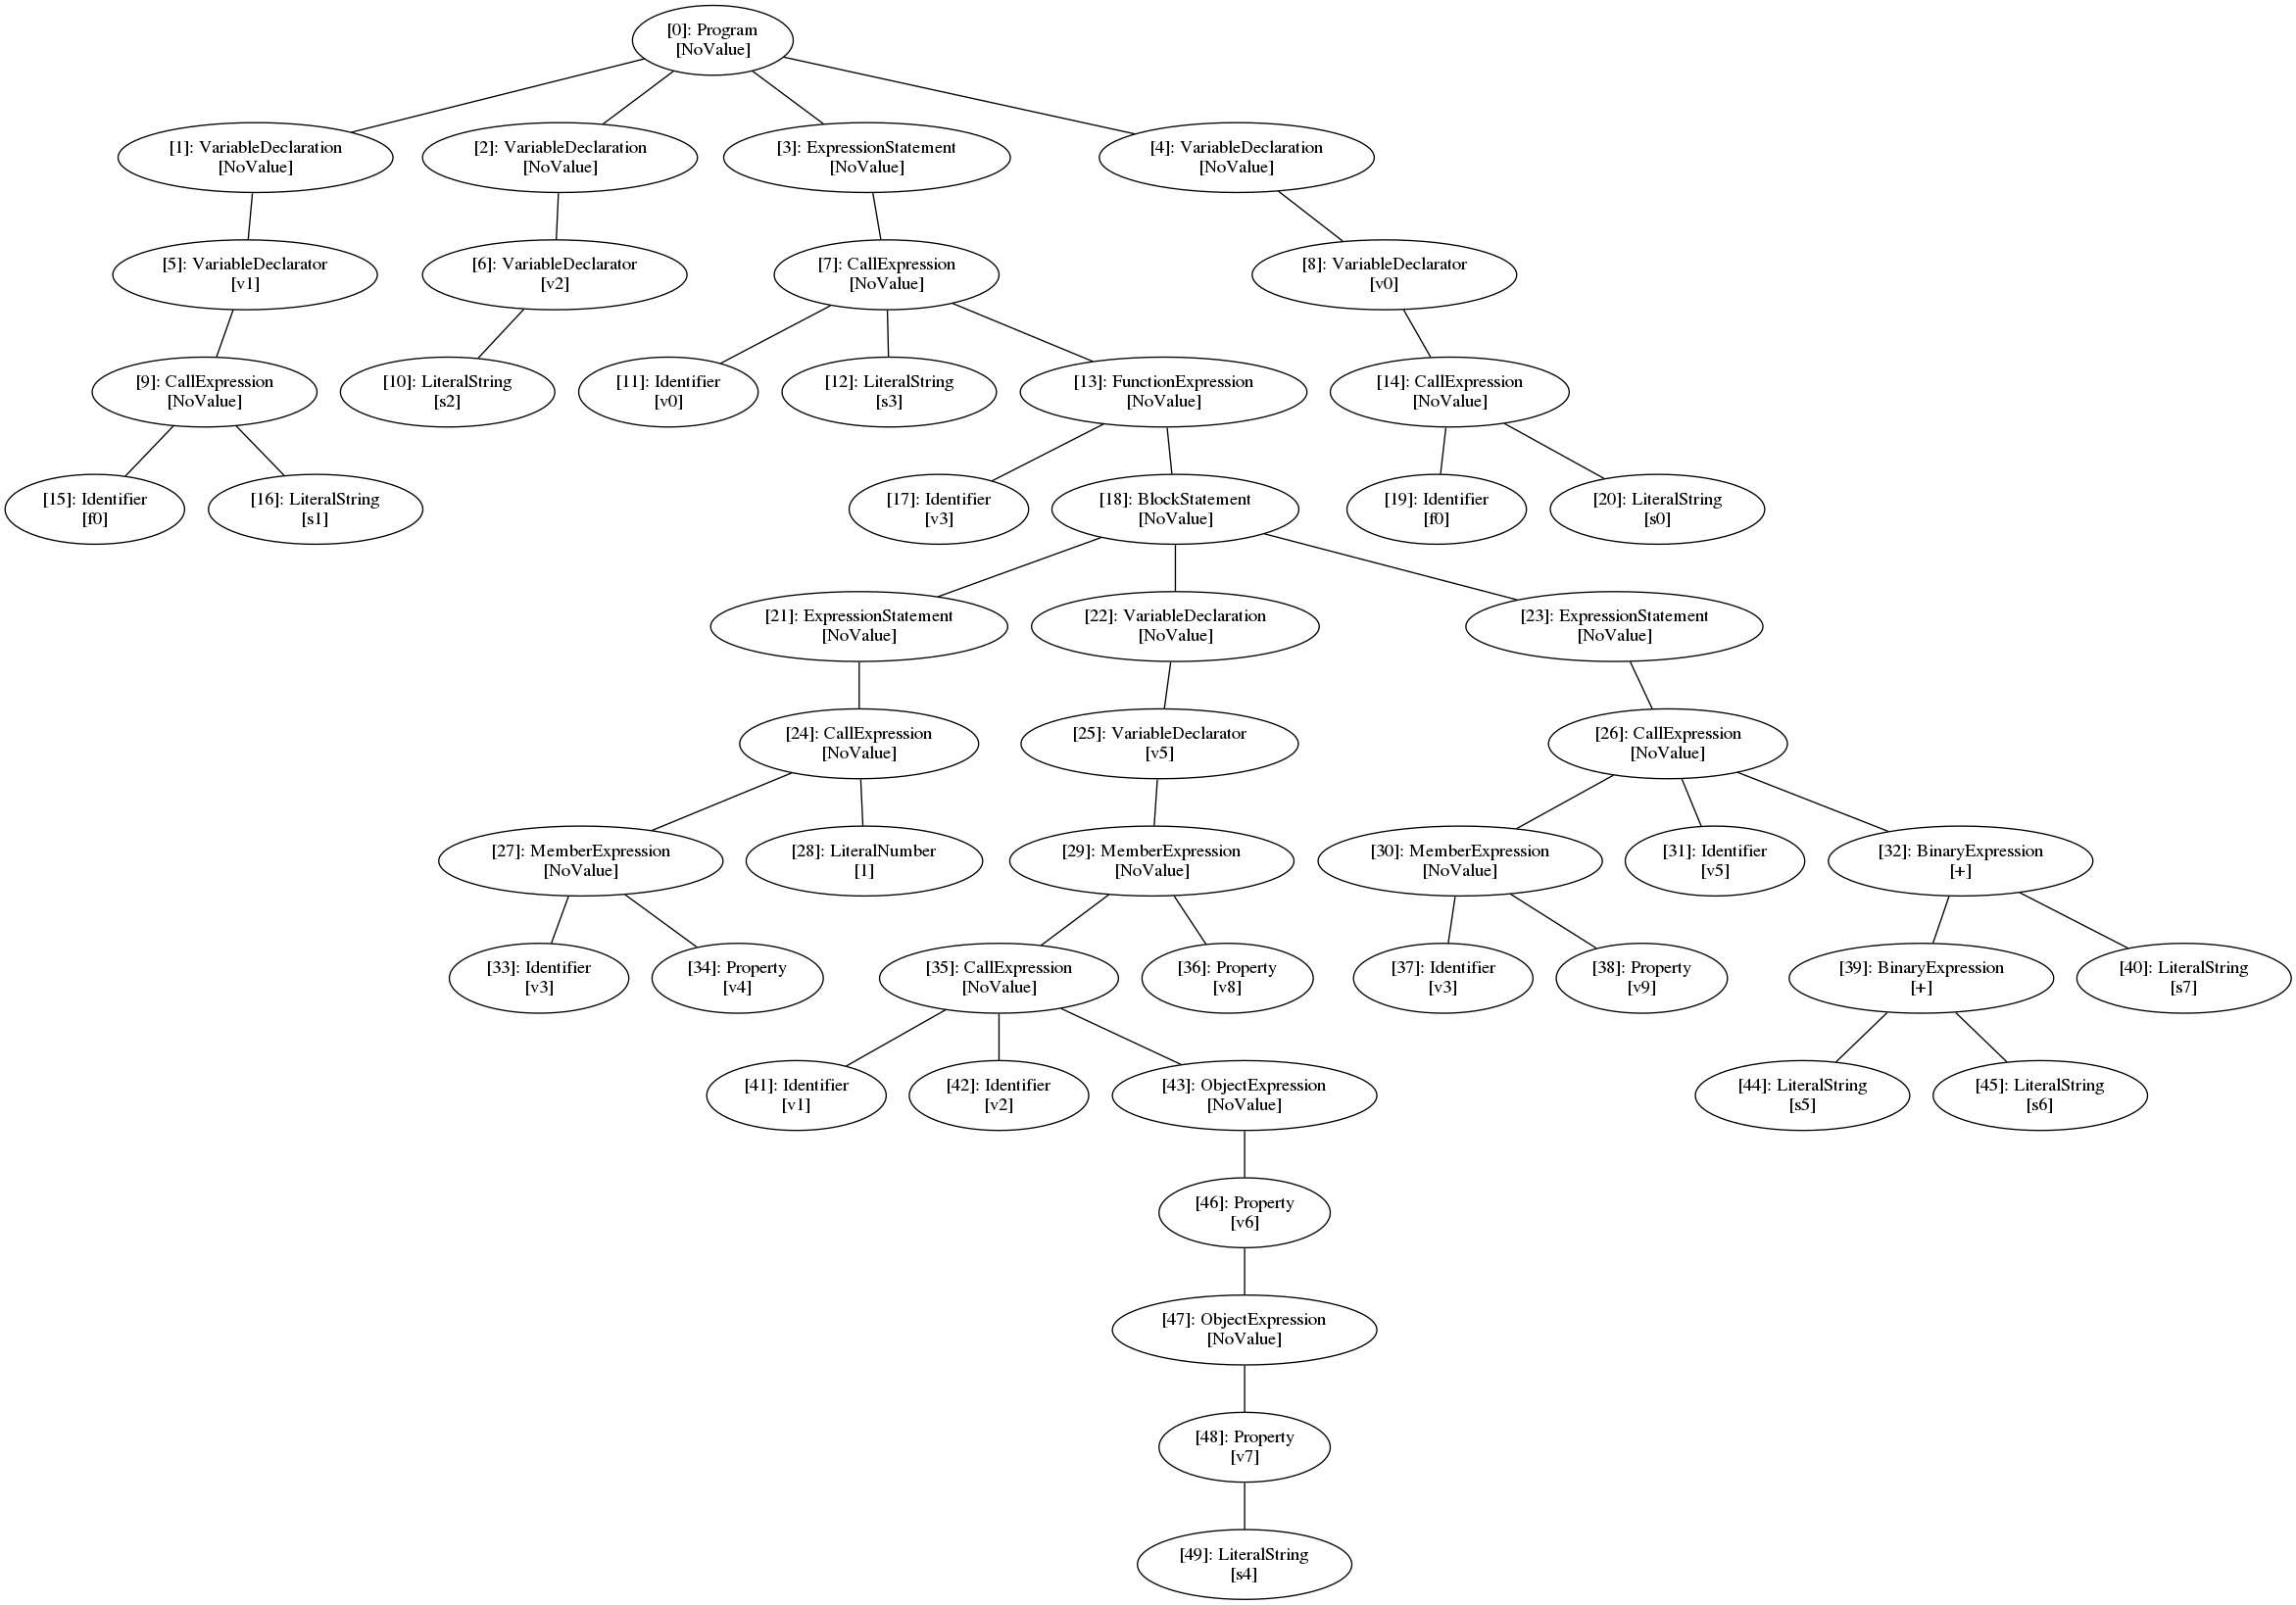 [0]: Program
[NoValue]
[1]: VariableDeclaration
[NoValue]
[2]: VariableDeclaration
[NoValue]
[3]: ExpressionStatement
[NoValue]
[4]: VariableDeclaration
[NoValue]
[5]: VariableDeclarator
[v1]
[6]: VariableDeclarator
[v2]
[7]: CallExpression
[NoValue]
[8]: VariableDeclarator
[v0]
[9]: CallExpression
[NoValue]
[10]: LiteralString
[s2]
[11]: Identifier
[v0]
[12]: LiteralString
[s3]
[13]: FunctionExpression
[NoValue]
[14]: CallExpression
[NoValue]
[15]: Identifier
[f0]
[16]: LiteralString
[s1]
[17]: Identifier
[v3]
[18]: BlockStatement
[NoValue]
[19]: Identifier
[f0]
[20]: LiteralString
[s0]
[21]: ExpressionStatement
[NoValue]
[22]: VariableDeclaration
[NoValue]
[23]: ExpressionStatement
[NoValue]
[24]: CallExpression
[NoValue]
[25]: VariableDeclarator
[v5]
[26]: CallExpression
[NoValue]
[27]: MemberExpression
[NoValue]
[28]: LiteralNumber
[1]
[29]: MemberExpression
[NoValue]
[30]: MemberExpression
[NoValue]
[31]: Identifier
[v5]
[32]: BinaryExpression
[+]
[33]: Identifier
[v3]
[34]: Property
[v4]
[35]: CallExpression
[NoValue]
[36]: Property
[v8]
[37]: Identifier
[v3]
[38]: Property
[v9]
[39]: BinaryExpression
[+]
[40]: LiteralString
[s7]
[41]: Identifier
[v1]
[42]: Identifier
[v2]
[43]: ObjectExpression
[NoValue]
[44]: LiteralString
[s5]
[45]: LiteralString
[s6]
[46]: Property
[v6]
[47]: ObjectExpression
[NoValue]
[48]: Property
[v7]
[49]: LiteralString
[s4]